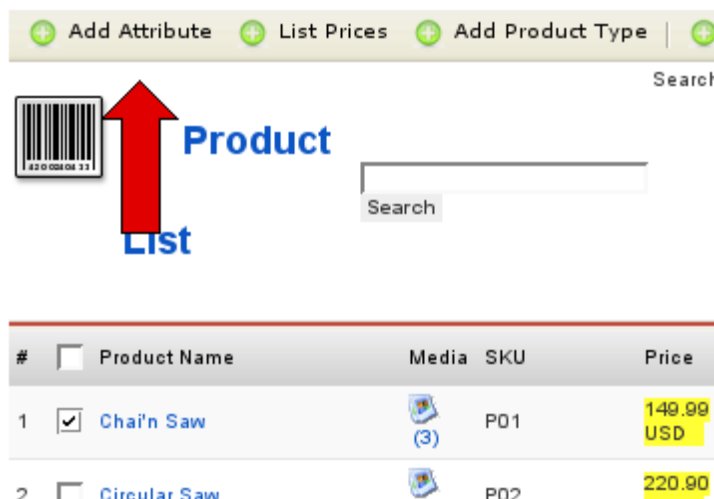 Add Attribute List Prices Add Product Type |
Search
Product
Search
List
# Product Name Media SKU Price
1 Chai'n Saw (3) P01 149.99 USD
2 Circular Saw P02 220.90